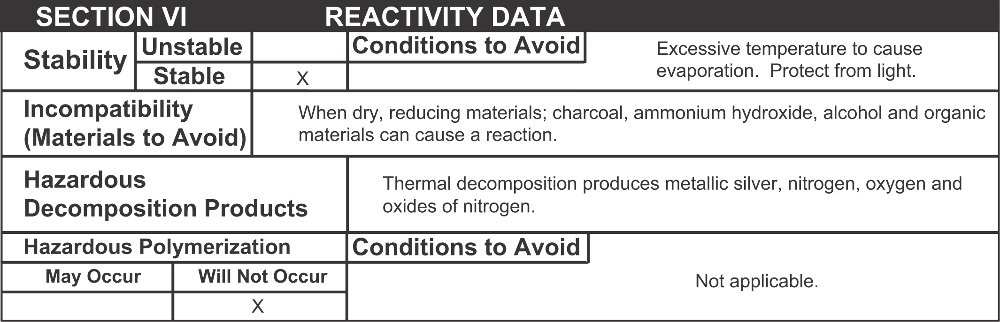 SECTION VI REACTIVITY DATA
Stability
Unstable
Stable X
Conditions to Avoid
Excessive temperature to cause
evaporation.  Protect from light.
Incompatibility
(Materials to Avoid)
When dry, reducing materials; charcoal, ammonium hydroxide, alcohol and organic
materials can cause a reaction.
Hazardous
Decomposition Products
Thermal decomposition produces metallic silver, nitrogen, oxygen and
oxides of nitrogen.
Hazardous Polymerization
May Occur Will Not Occur
X
Conditions to Avoid
Not applicable.